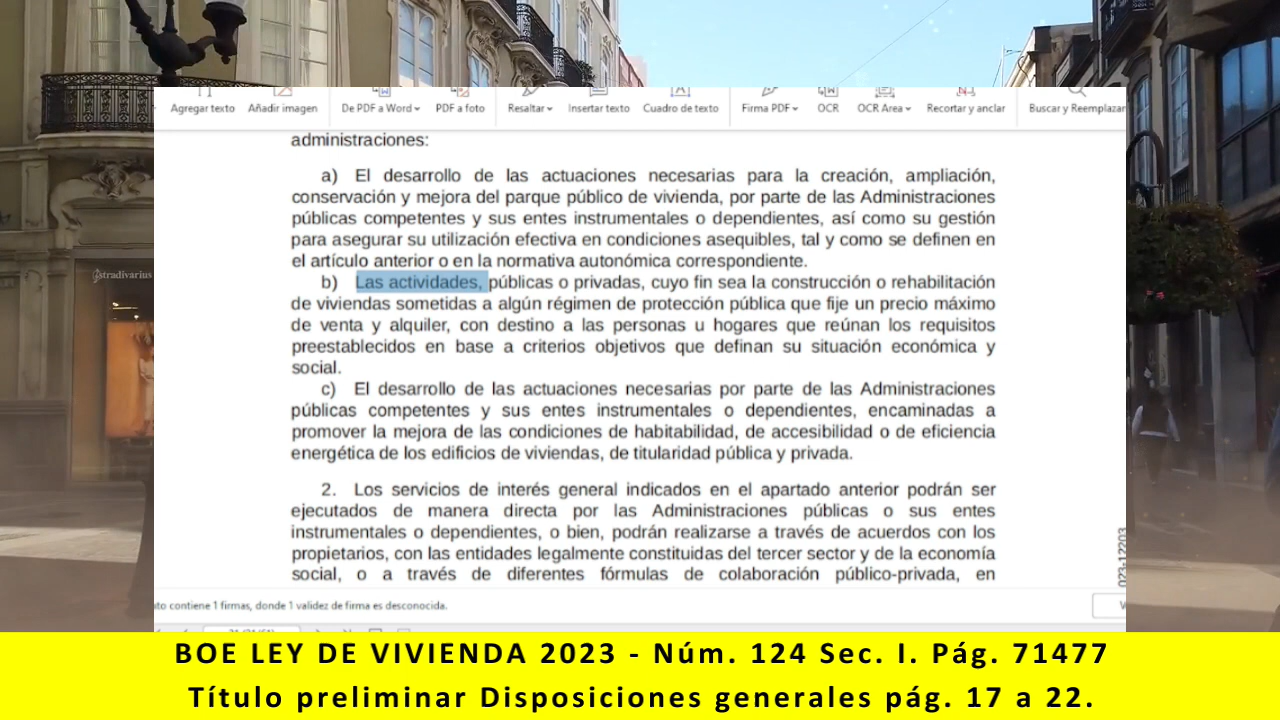 Agregar texto Añadir imagen De PDF a Word PDF a foto Resaltar Insertar texto Cuadro de texto Firma PDF OCR OCR Area Recortar y anclar Buscar y Reemplazar
administraciones:
a) El desarrollo de las actuaciones necesarias para la creación, ampliación,
conservación y mejora del parque público de vivienda, por parte de las Administraciones
públicas competentes y sus entes instrumentales o dependientes, así como su gestión
para asegurar su utilización efectiva en condiciones asequibles, tal y como se definen en
el artículo anterior o en la normativa autonómica correspondiente.
stradivarius
b) Las actividades, públicas o privadas, cuyo fin sea la construcción o rehabilitación
de viviendas sometidas a algún régimen de protección pública que fije un precio máximo
de venta y alquiler, con destino a las personas u hogares que reúnan los requisitos
preestablecidos en base a criterios objetivos que definan su situación económica y
social.
c) El desarrollo de las actuaciones necesarias por parte de las Administraciones
públicas competentes y sus entes instrumentales o dependientes, encaminadas a
promover la mejora de las condiciones de habitabilidad, de accesibilidad o de eficiencia
energética de los edificios de viviendas, de titularidad pública y privada.
2. Los servicios de interés general indicados en el apartado anterior podrán ser
ejecutados de manera directa por las Administraciones públicas o sus entes
instrumentales o dependientes, o bien, podrán realizarse a través de acuerdos con los
propietarios, con las entidades legalmente constituidas del tercer sector y de la economía
social, o a través de diferentes fórmulas de colaboración público-privada, en
023-12203
contiene 1 firmas, donde 1 validez de firma es desconocida.
BOE LEY DE VIVIENDA 2023 - Núm. 124 Sec. I. Pág. 71477
Título preliminar Disposiciones generales pág. 17 a 22.